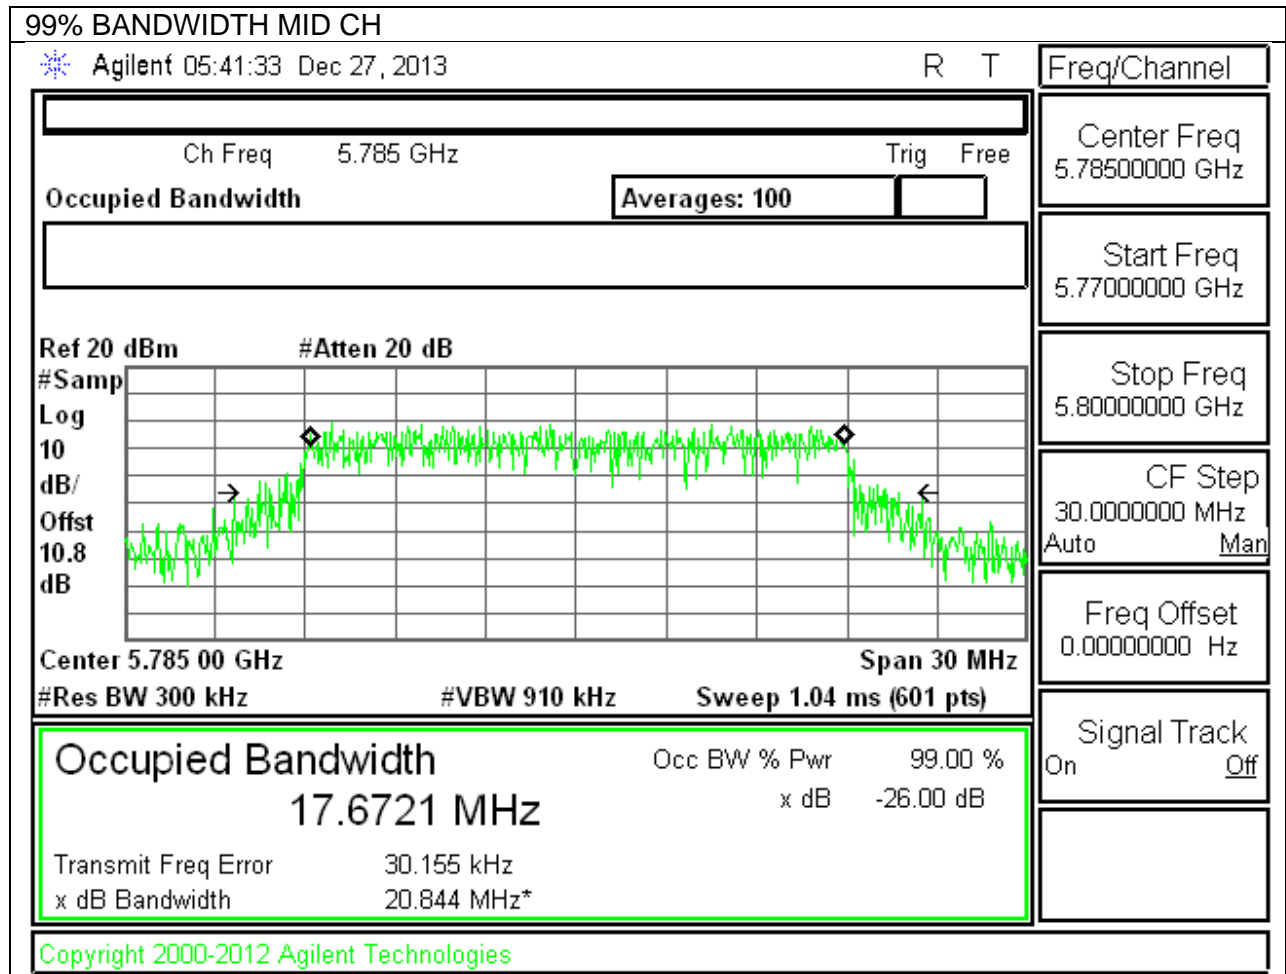 99% BANDWIDTH MID CH
Agilent 05:41:33 Dec 27, 2013 R T
Freq/Channel
Ch Freq 5.785 GHz Trig Free
Occupied Bandwidth Averages: 100
Ref 20 dBm #Atten 20 dB
#Samp
Log
10
dB/
Offst
10.8
dB
Center 5.785 00 GHz Span 30 MHz
#Res BW 300 kHz #VBW 910 kHz Sweep 1.04 ms (601 pts)
Occupied Bandwidth Occ BW % Pwr 99.00 %
17.6721 MHz x dB -26.00 dB
Transmit Freq Error 30.155 kHz
x dB Bandwidth 20.844 MHz*
Copyright 2000-2012 Agilent Technologies
Center Freq
5.78500000 GHz
Start Freq
5.77000000 GHz
Stop Freq
5.80000000 GHz
CF Step
30.0000000 MHz
Auto Man
Freq Offset
0.00000000 Hz
Signal Track
On Off